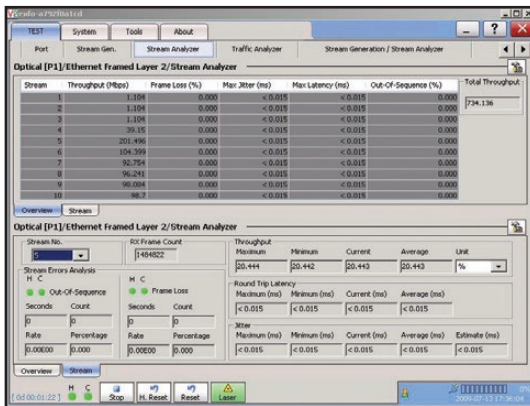 TEST System Tools About
Port Stream Gen. Stream Analyzer Traffic Analyzer Stream Generation / Stream Analyzer
Optical [P1]/Ethernet Framed Layer 2/Stream Analyzer
Stream Throughput (Mbps) Frame Loss (%) Max Jitter (ms) Max Latency (ms) Out-Of-Sequence (%) Total Throughput
1 1.104 0.000 < 0.015 < 0.015 0.000 734.136
2 1.104 0.000 < 0.015 < 0.015 0.000
3 1.104 0.000 < 0.015 < 0.015 0.000
4 39.15 0.000 < 0.015 < 0.015 0.000
5 201.496 0.000 < 0.015 < 0.015 0.000
6 104.399 0.000 < 0.015 < 0.015 0.000
7 92.754 0.000 < 0.015 < 0.015 0.000
8 96.241 0.000 < 0.015 < 0.015 0.000
9 98.084 0.000 < 0.015 < 0.015 0.000
10 98.7 0.000 < 0.015 < 0.015 0.000
Overview Stream
Optical [P1]/Ethernet Framed Layer 2/Stream Analyzer
Stream No. RX Frame Count Throughput
Maximum Minimum Current Average Unit
5 1484822 20.444 20.442 20.443 20.443 %
Stream Errors Analysis
H C H C Round Trip Latency
Out-Of-Sequence Frame Loss Maximum (ms) Minimum (ms) Current (ms) Average (ms)
Seconds Count Seconds Count < 0.015 < 0.015 < 0.015 < 0.015
0 0 0 0 Jitter
Rate Percentage Rate Percentage Maximum (ms) Minimum (ms) Current (ms) Average (ms) Estimate (ms)
0.00E00 0.000 0.00E00 0.000 < 0.015 < 0.015 < 0.015 < 0.015 < 0.015
Overview Stream
[ 0d 00:01:22 ] H C Stop H. Reset Reset Laser 0%
2009-07-13 17:36:04